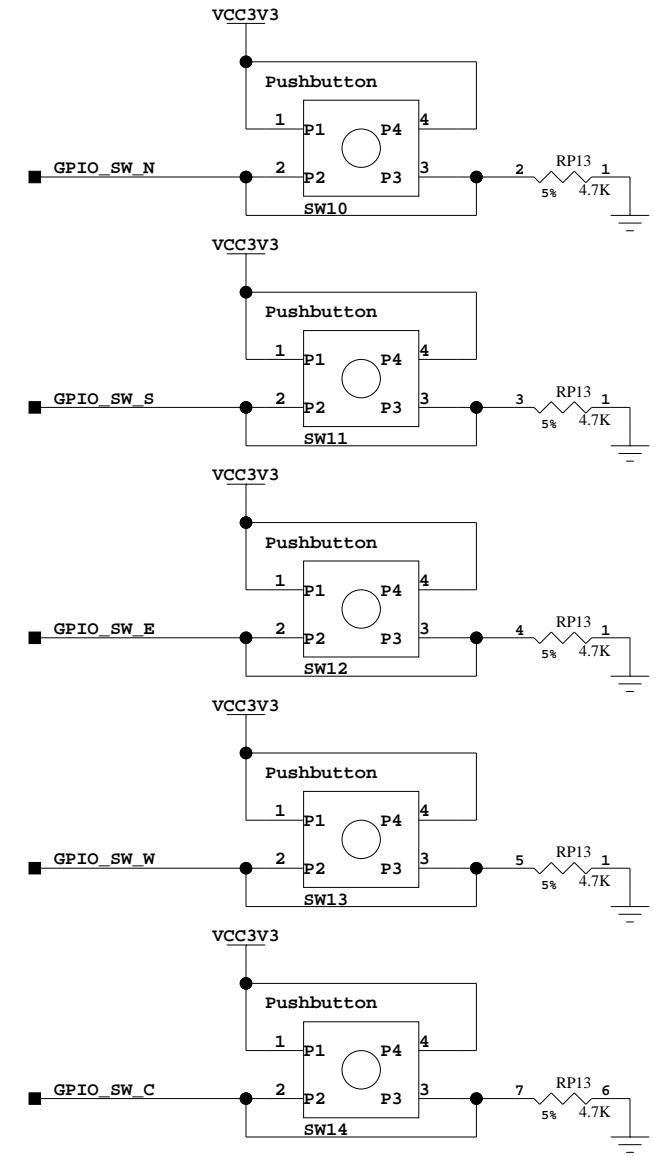 VCC3V3
Pushbutton
1 P1 P4 4
GPIO_SW_N 2 P2 P3 3 2 RP13 1
5% 4.7K
SW10
VCC3V3
Pushbutton
1 P1 P4 4
GPIO_SW_S 2 P2 P3 3 3 RP13 1
5% 4.7K
SW11
VCC3V3
Pushbutton
1 P1 P4 4
GPIO_SW_E 2 P2 P3 3 4 RP13 1
5% 4.7K
SW12
VCC3V3
Pushbutton
1 P1 P4 4
GPIO_SW_W 2 P2 P3 3 5 RP13 1
5% 4.7K
SW13
VCC3V3
Pushbutton
1 P1 P4 4
GPIO_SW_C 2 P2 P3 3 7 RP13 6
5% 4.7K
SW14